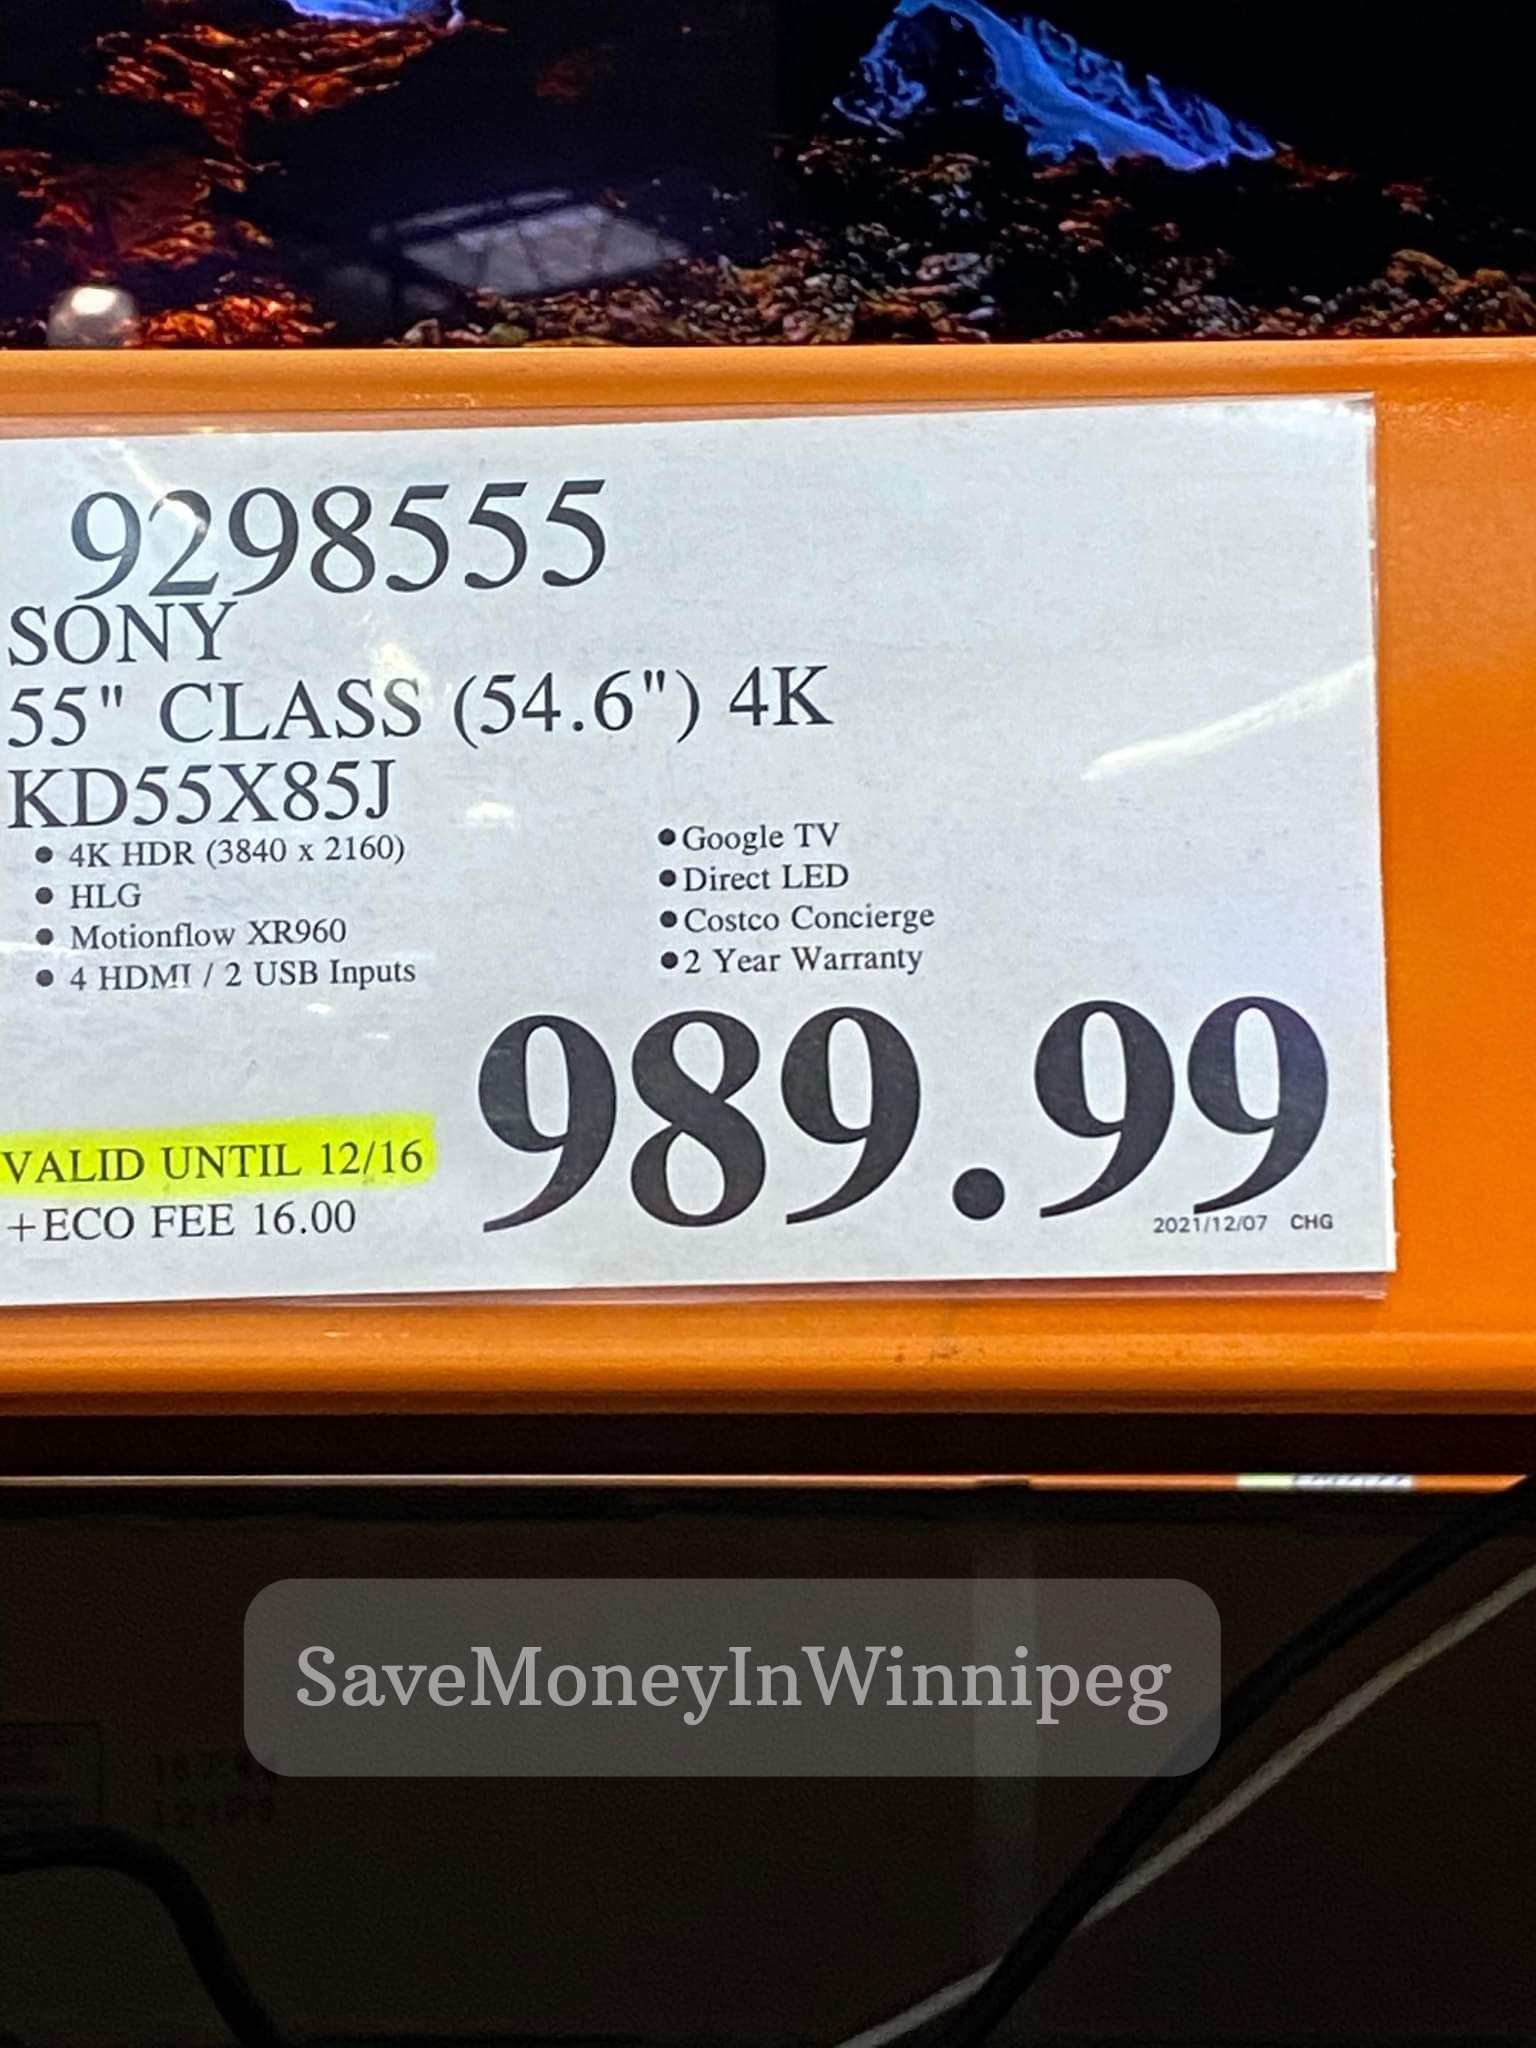 9298555
SONY
55" CLASS (54.6") 4K
KD55X85J
● 4K HDR (3840 x 2160)
● HLG
● Motionflow XR960
● 4 HDMI / 2 USB Inputs
●Google TV
●Direct LED
●Costco Concierge
●2 Year Warranty
989.99
VALID UNTIL 12/16
+ECO FEE 16.00
2021/12/07 CHG
SaveMoneyInWinnipeg